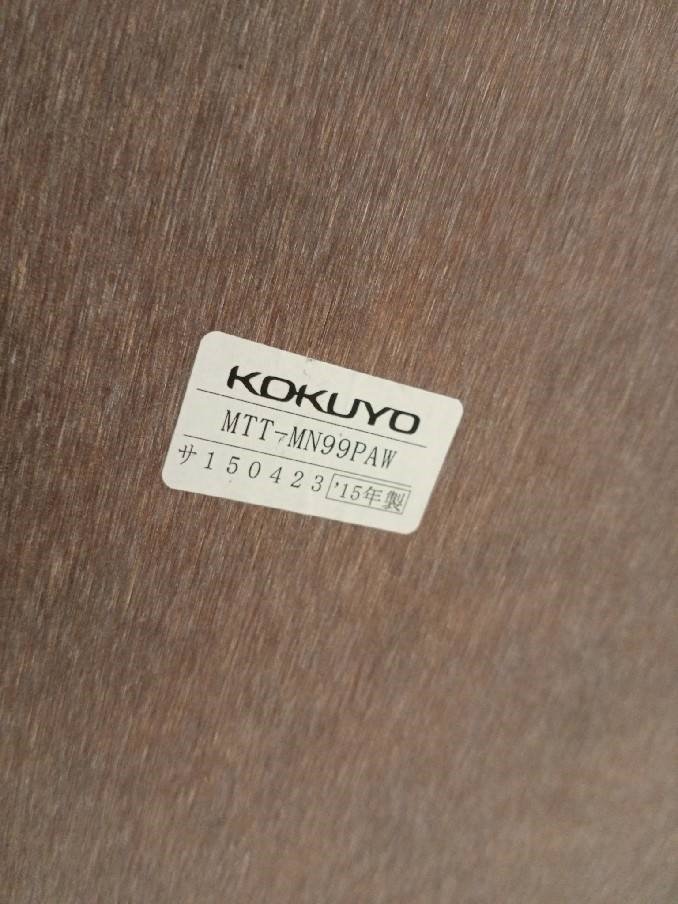 KOKUYO
MTT-MN99PAW
サ150423 '15年製